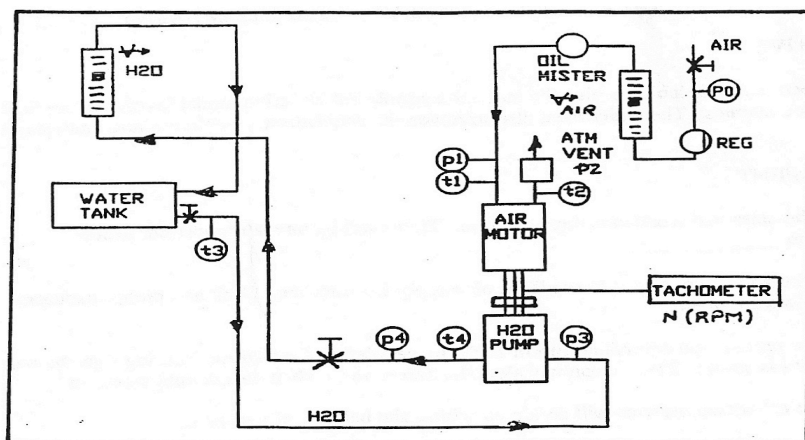 H2O
OIL
MISTER
AIR
AIR
P0
REG
ATM
VENT
P2
p1
t1
t2
WATER
TANK
t3
AIR
MOTOR
TACHOMETER
N (RPM)
H2O
PUMP
p4
t4
p3
H2O